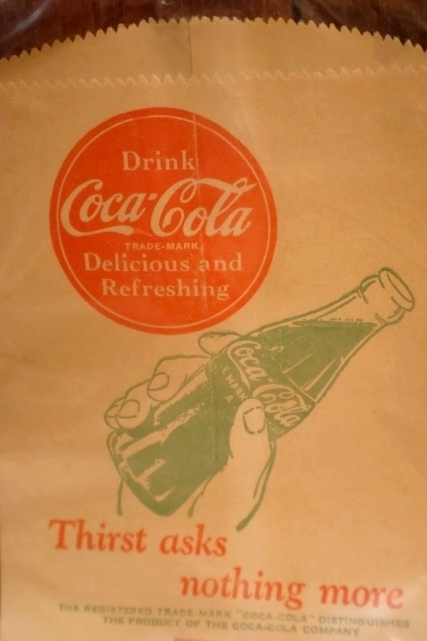 Drink
Coca-Cola
TRADE-MARK
Delicious and
Refreshing
Coca-Cola
Thirst asks
nothing more
THE REGISTERED TRADE-MARK "COCA-COLA" DISTINGUISHES
THE PRODUCT OF THE COCA-COLA COMPANY